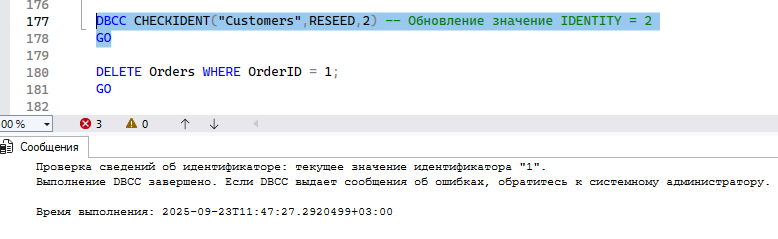 176
177 DBCC CHECKIDENT("Customers",RESEED,2) -- Обновление значение IDENTITY = 2
178 GO
179
180 DELETE Orders WHERE OrderID = 1;
181 GO
182
00 % 3 0
Сообщения
Проверка сведений об идентификаторе: текущее значение идентификатора "1".
Выполнение DBCC завершено. Если DBCC выдает сообщения об ошибках, обратитесь к системному администратору.
Время выполнения: 2025-09-23T11:47:27.2920499+03:00